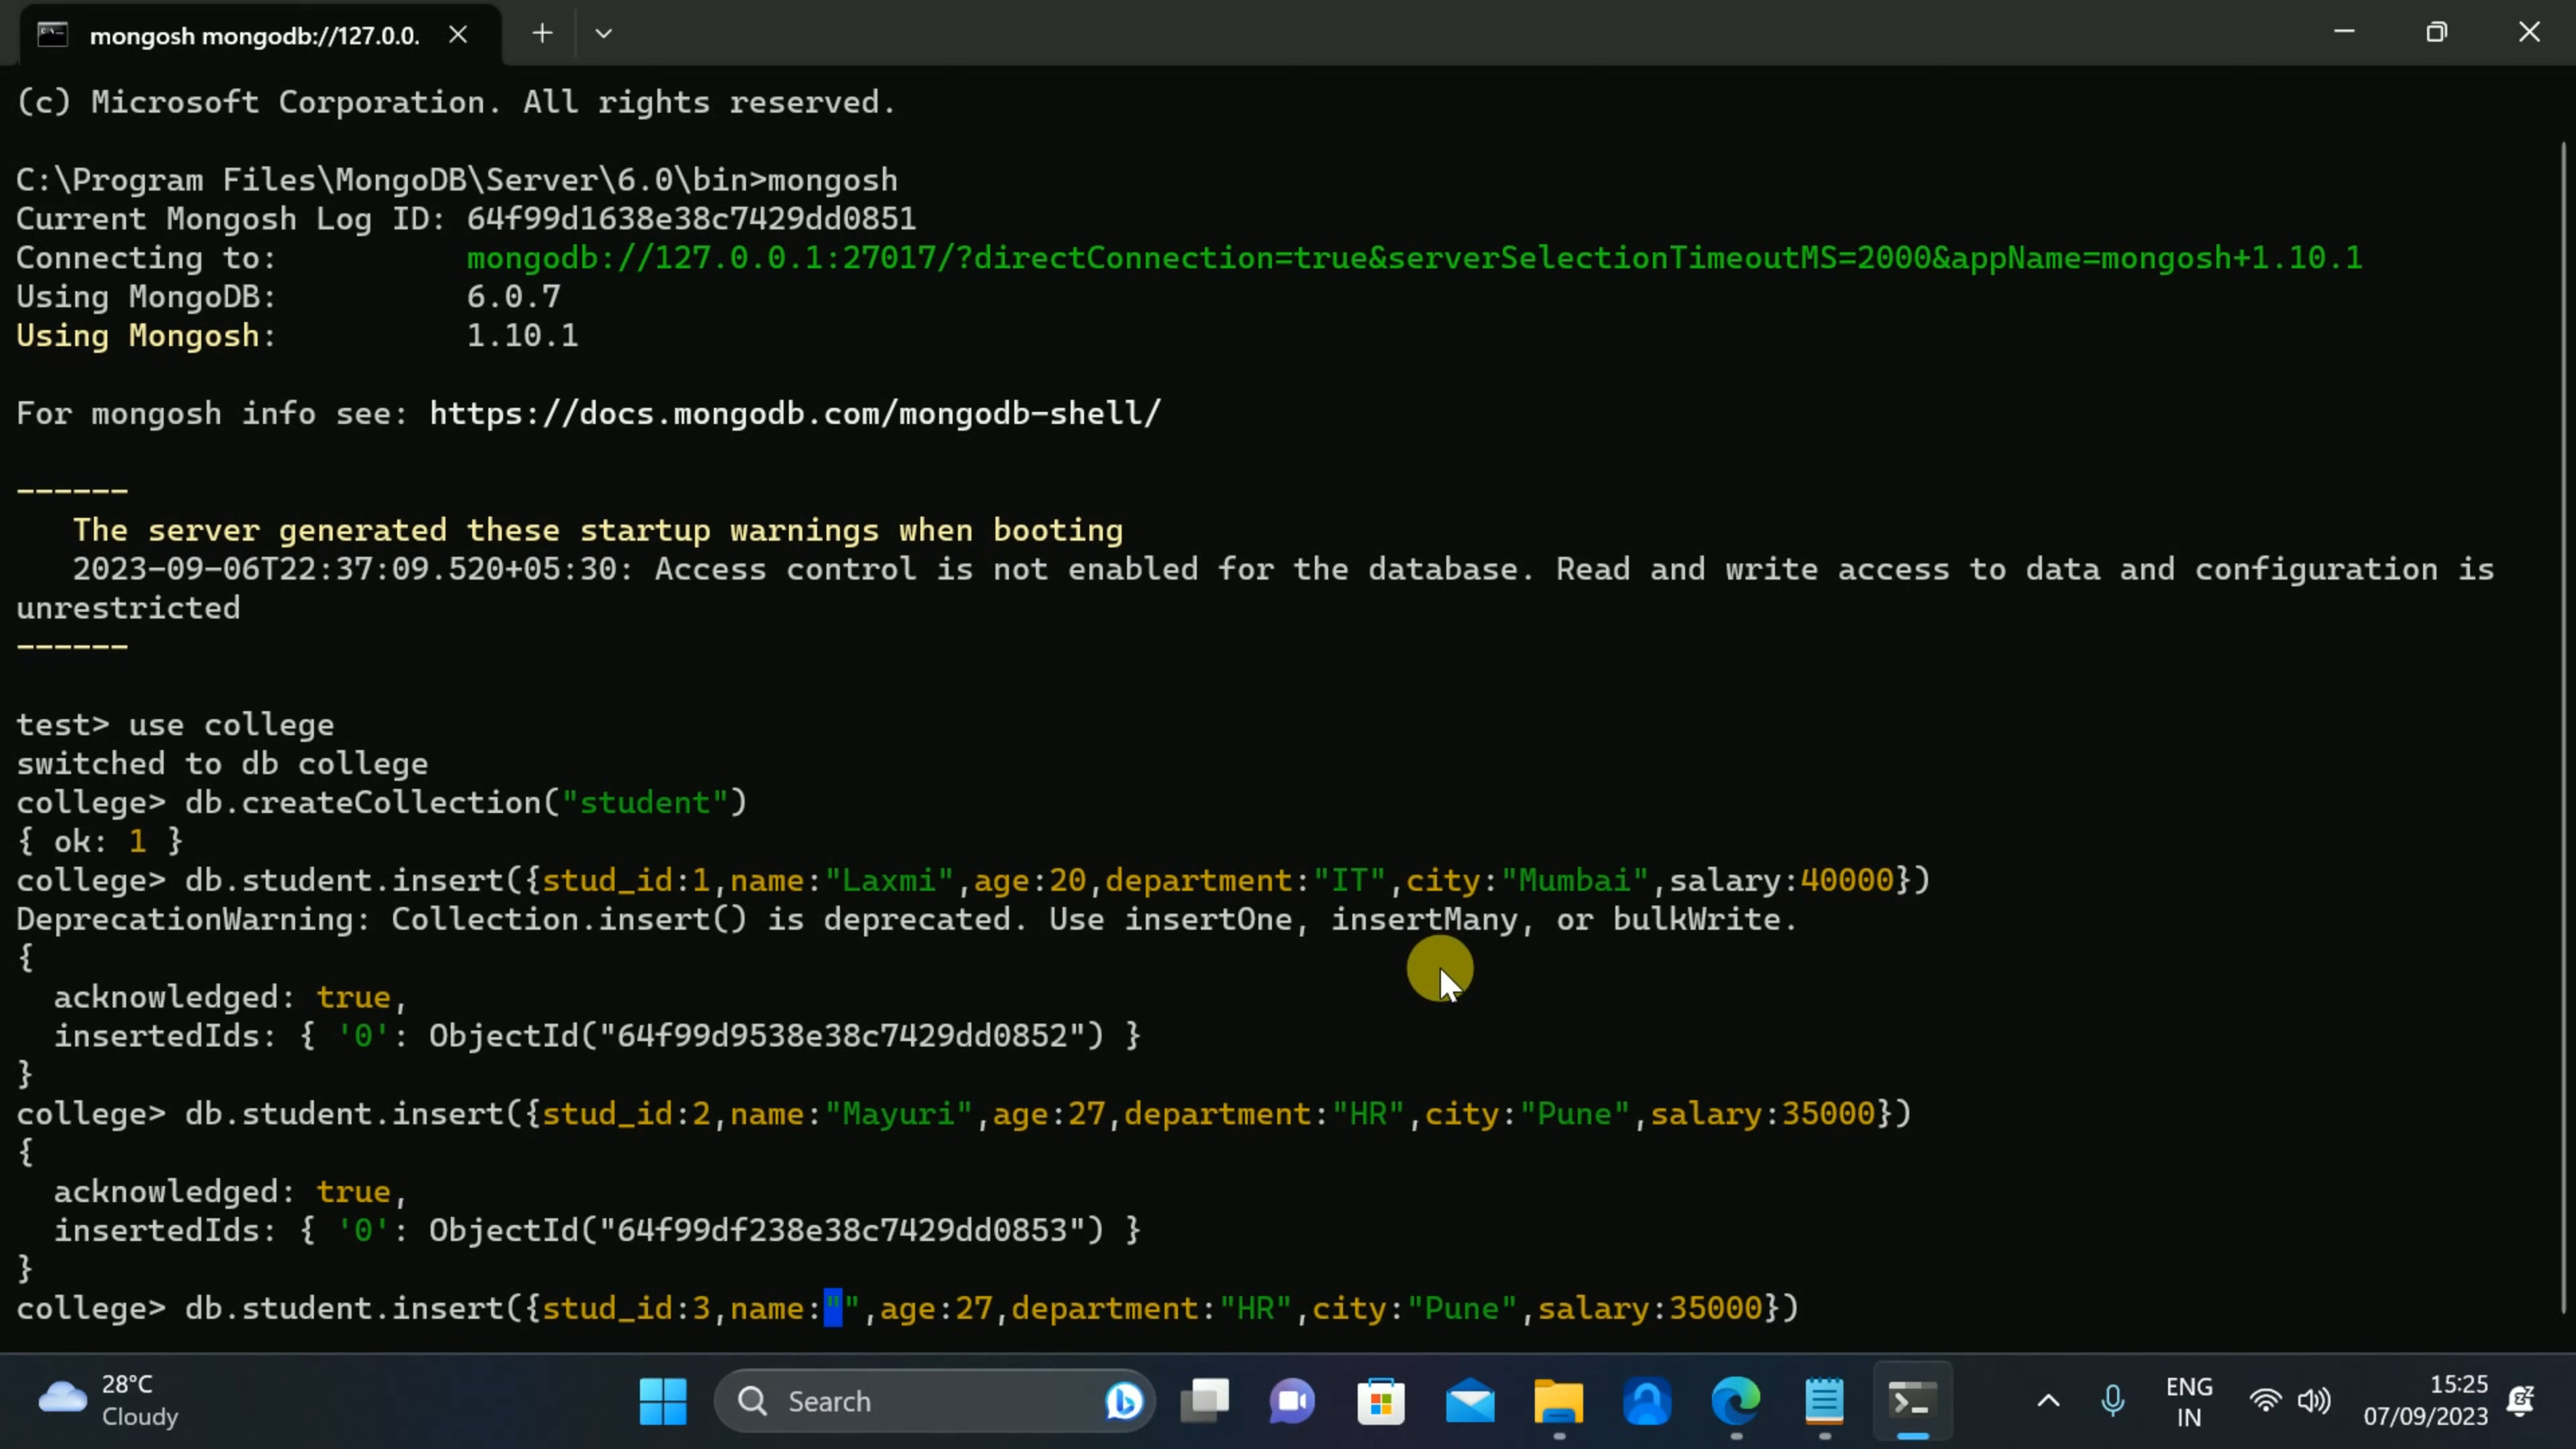 mongosh mongodb://127.0.0.
(c) Microsoft Corporation. All rights reserved.
C:\Program Files\MongoDB\Server\6.0\bin>mongosh
Current Mongosh Log ID: 64f99d1638e38c7429dd0851
Connecting to: mongodb://127.0.0.1:27017/?directConnection=true&serverSelectionTimeoutMS=2000&appName=mongosh+1.10.1
Using MongoDB: 6.0.7
Using Mongosh: 1.10.1
For mongosh info see: https://docs.mongodb.com/mongodb-shell/
------
The server generated these startup warnings when booting
2023-09-06T22:37:09.520+05:30: Access control is not enabled for the database. Read and write access to data and configuration is
unrestricted
------
test> use college
switched to db college
college> db.createCollection("student")
{ ok: 1 }
college> db.student.insert({stud_id:1,name:"Laxmi",age:20,department:"IT",city:"Mumbai",salary:40000})
DeprecationWarning: Collection.insert() is deprecated. Use insertOne, insertMany, or bulkWrite.
{
acknowledged: true,
insertedIds: { '0': ObjectId("64f99d9538e38c7429dd0852") }
}
college> db.student.insert({stud_id:2,name:"Mayuri",age:27,department:"HR",city:"Pune",salary:35000})
{
acknowledged: true,
insertedIds: { '0': ObjectId("64f99df238e38c7429dd0853") }
}
college> db.student.insert({stud_id:3,name:"",age:27,department:"HR",city:"Pune",salary:35000})
28°C
Cloudy
Search
ENG
IN
15:25
07/09/2023